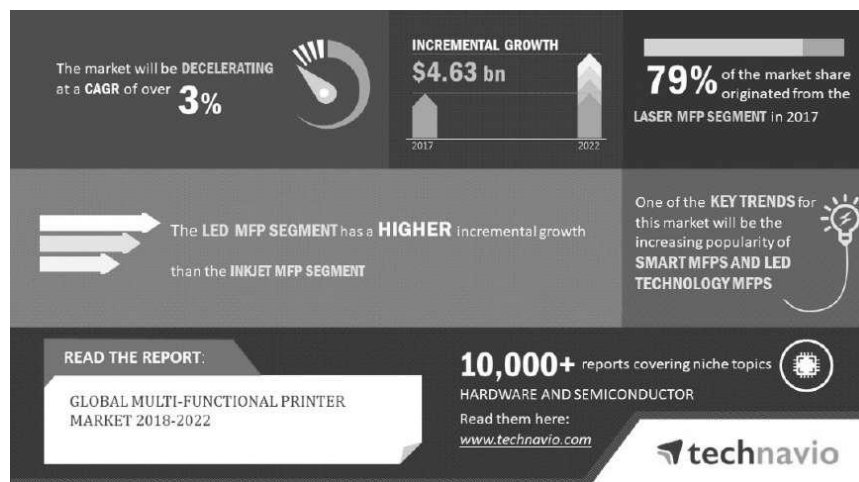 The market will be DECELERATING
at a CAGR of over 3%
INCREMENTAL GROWTH
$4.63 bn
2017
2022
79% of the market share
originated from the
LASER MFP SEGMENT in 2017
The LED MFP SEGMENT has a HIGHER incremental growth
than the INKJET MFP SEGMENT
One of the KEY TRENDS for
this market will be the
increasing popularity of
SMART MFPS AND LED
TECHNOLOGY MFPS
READ THE REPORT:
GLOBAL MULTI-FUNCTIONAL PRINTER
MARKET 2018-2022
10,000+ reports covering niche topics
HARDWARE AND SEMICONDUCTOR
Read them here:
www.technavio.com
technavio